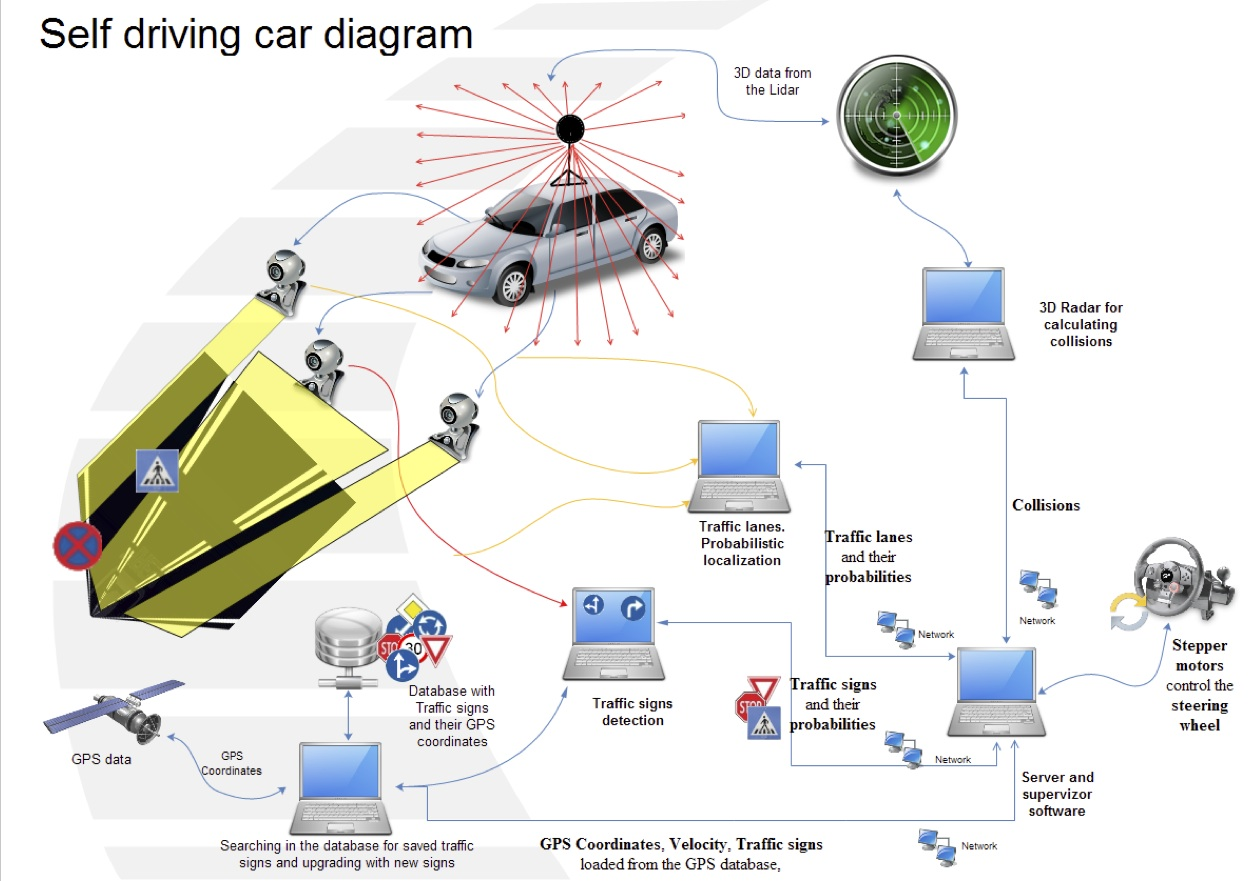 Self driving car diagram
3D data from
the Lidar
3D Radar for
calculating
collisions
Traffic lanes.
Probabilistic
localization
Collisions
Traffic lanes
and their
probabilities
Network
Network
Stepper
motors
control the
steering
wheel
STOP
30
Database with
Traffic signs
and their GPS
coordinates
Traffic signs
detection
STOP
Traffic signs
and their
probabilities
Network
GPS data
GPS
Coordinates
Server and
supervizor
software
Searching in the database for saved traffic
signs and upgrading with new signs
GPS Coordinates, Velocity, Traffic signs
loaded from the GPS database,
Network